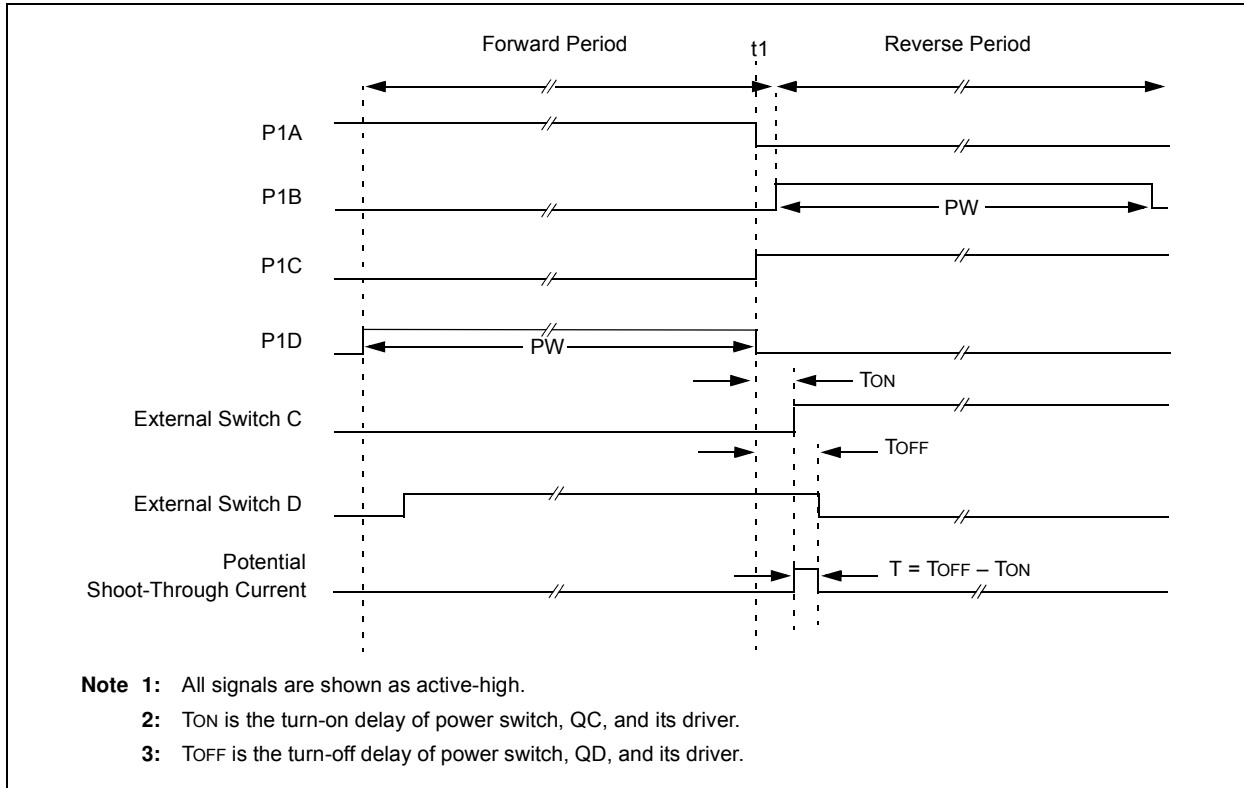 Forward Period
t1
Reverse Period
P1A
P1B
PW
P1C
P1D
PW
TON
External Switch C
TOFF
External Switch D
Potential
Shoot-Through Current
T = TOFF – TON
Note 1: All signals are shown as active-high.
2: TON is the turn-on delay of power switch, QC, and its driver.
3: TOFF is the turn-off delay of power switch, QD, and its driver.